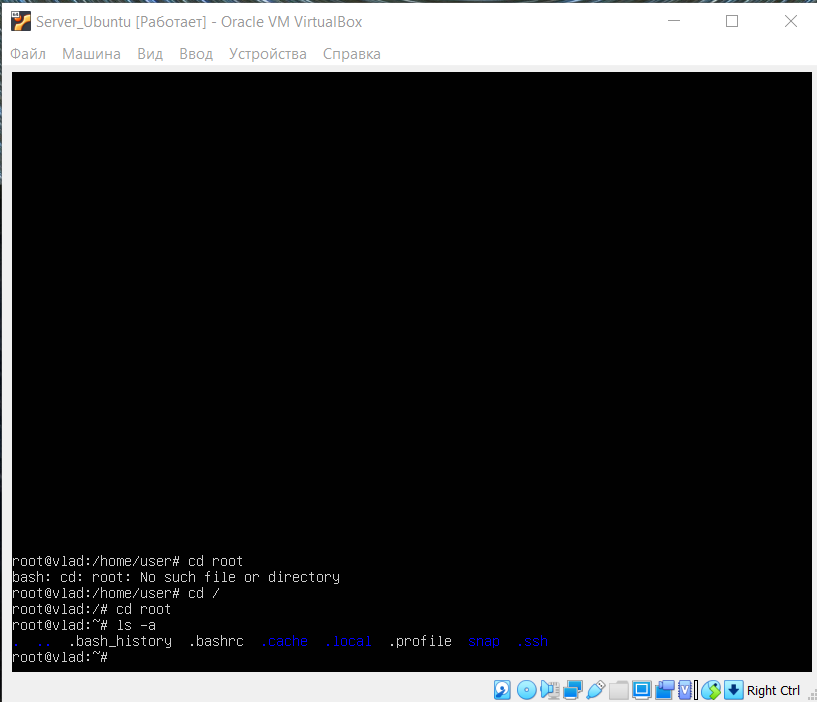 Server_Ubuntu [Работает] - Oracle VM VirtualBox
Файл Машина Вид Ввод Устройства Справка
root@vlad:/home/user# cd root
bash: cd: root: No such file or directory
root@vlad:/home/user# cd /
root@vlad:/# cd root
root@vlad:~# ls -a
. .. .bash_history .bashrc .cache .local .profile snap .ssh
root@vlad:~#
Right Ctrl